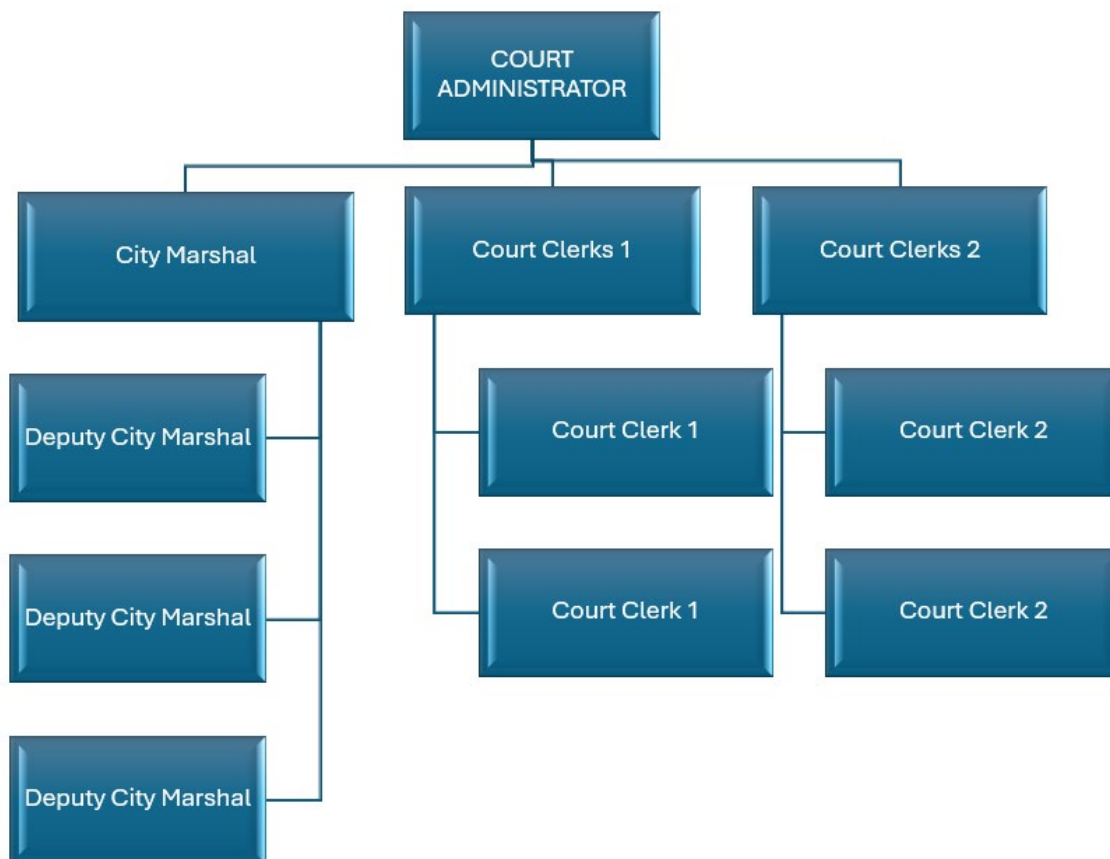 COURT
ADMINISTRATOR
City Marshal
Court Clerks 1
Court Clerks 2
Deputy City Marshal
Court Clerk 1
Court Clerk 2
Deputy City Marshal
Court Clerk 1
Court Clerk 2
Deputy City Marshal